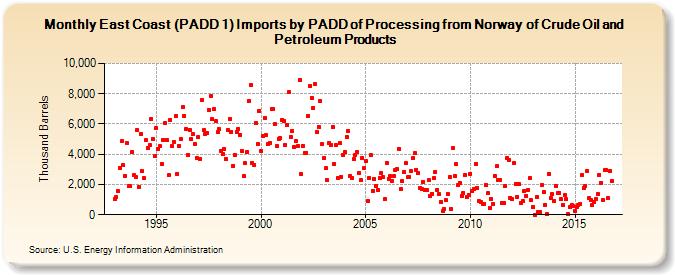 Monthly East Coast (PADD 1) Imports by PADD of Processing from Norway of Crude Oil and
Petroleum Products
Thousand Barrels
10,000
8,000
6,000
4,000
2,000
0
1995
2000
2005
2010
2015
Source: U.S. Energy Information Administration